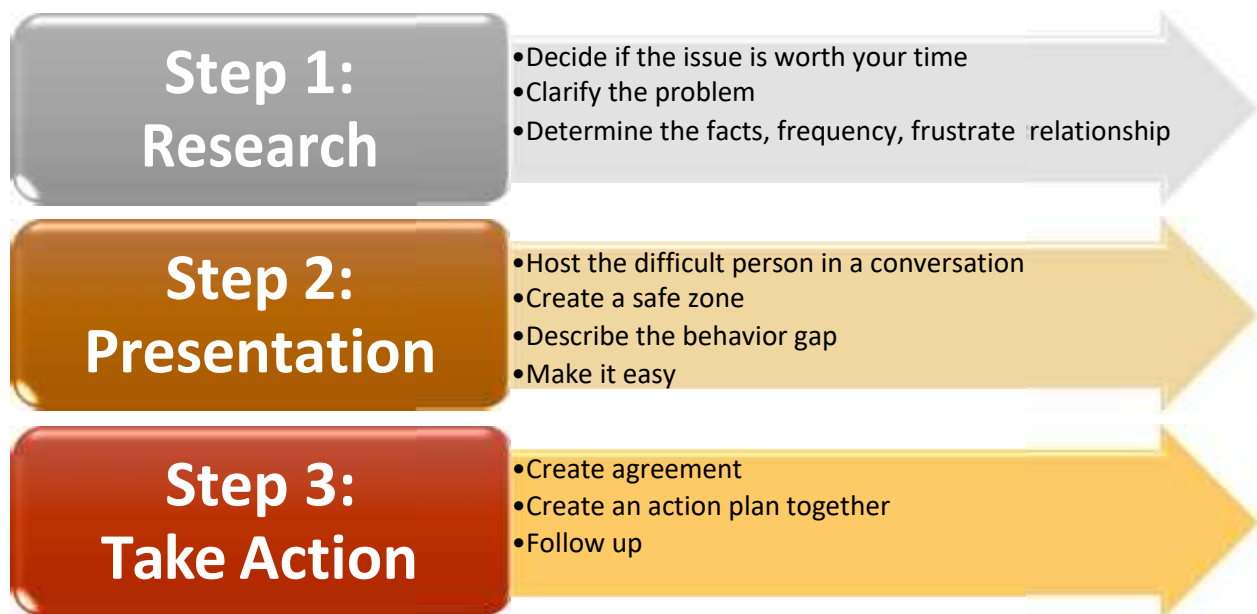 Step 1:
Research
•Decide if the issue is worth your time
•Clarify the problem
•Determine the facts, frequency, frustrate relationship
Step 2:
Presentation
•Host the difficult person in a conversation
•Create a safe zone
•Describe the behavior gap
•Make it easy
Step 3:
Take Action
•Create agreement
•Create an action plan together
•Follow up